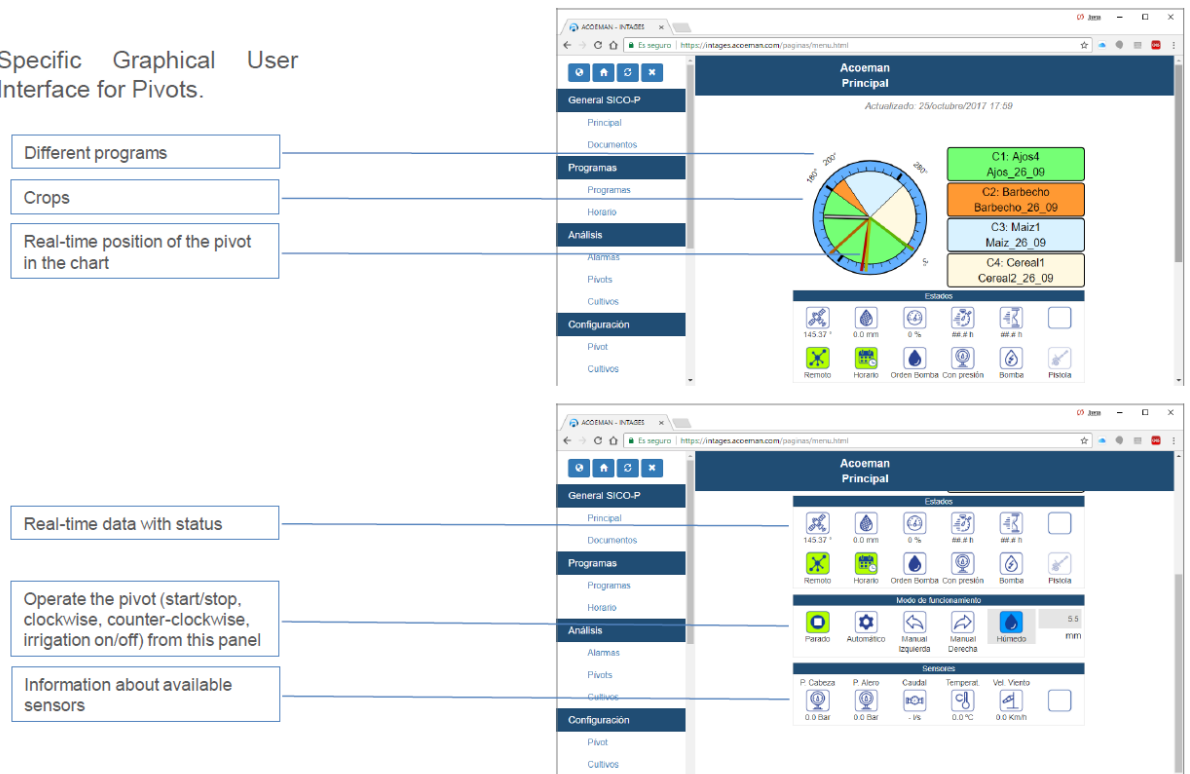 Specific Graphical User
Interface for Pivots.
Different programs
Crops
Real-time position of the pivot
in the chart
ACOEMAN - INTAGES
Es seguro
https://intages.acoeman.com/paginas/menu.html
General SICO-P
Principal
Documentos
Programas
Programas
Horario
Análisis
Alarmas
Pívots
Cultivos
Configuración
Pívot
Cultivos
Acoeman
Principal
Actualizado: 25/octubre/2017 17:59
180°
200°
280°
C1: Ajos4
Ajos_26_09
C2: Barbecho
Barbecho_26_09
C3: Maiz1
Maiz_26_09
C4: Cereal1
Cereal2_26_09
Estados
145.37 °
0.0 mm
0 %
##.# h
##.# h
Remoto
Horario
Orden Bomba
Con presión
Bomba
Pistola
Real-time data with status
Operate the pivot (start/stop,
clockwise, counter-clockwise,
irrigation on/off) from this panel
Information about available
sensors
ACOEMAN - INTAGES
Es seguro
https://intages.acoeman.com/paginas/menu.html
General SICO-P
Principal
Documentos
Programas
Programas
Horario
Análisis
Alarmas
Pívots
Cultivos
Configuración
Pívot
Cultivos
Acoeman
Principal
Estados
145.37 °
0.0 mm
0 %
##.# h
##.# h
Remoto
Horario
Orden Bomba
Con presión
Bomba
Pistola
Modo de funcionamiento
Parado
Automático
Manual
Izquierda
Manual
Derecha
Húmedo
5.5
mm
Sensores
P. Cabeza
P. Alero
Caudal
Temperat.
Vel. Viento
0.0 Bar
0.0 Bar
- l/s
0.0 ºC
0.0 Km/h